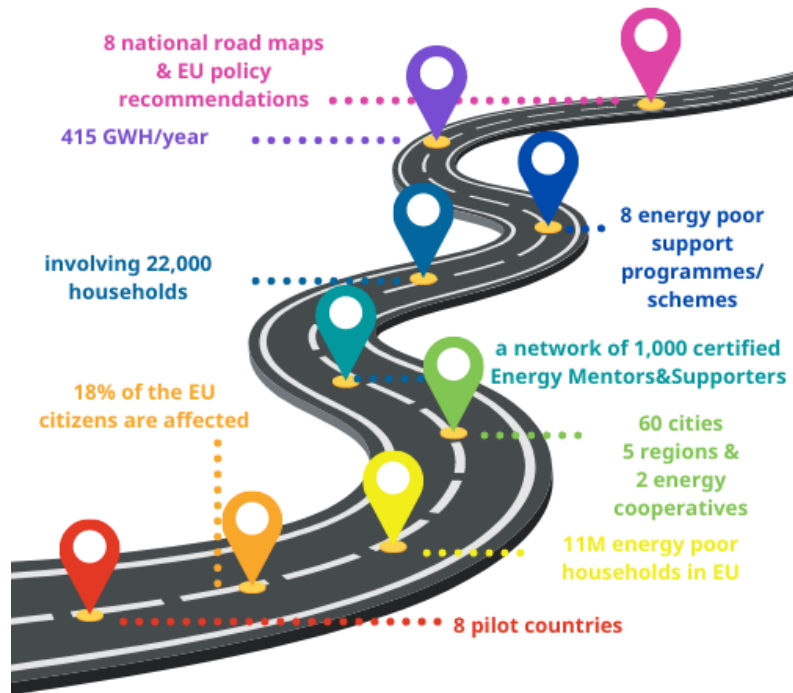 8 national road maps
& EU policy
recommendations
415 GWH/year
8 energy poor
support
programmes/
schemes
involving 22,000
households
a network of 1,000 certified
Energy Mentors&Supporters
18% of the EU
citizens are affected
60 cities
5 regions &
2 energy
cooperatives
11M energy poor
households in EU
8 pilot countries